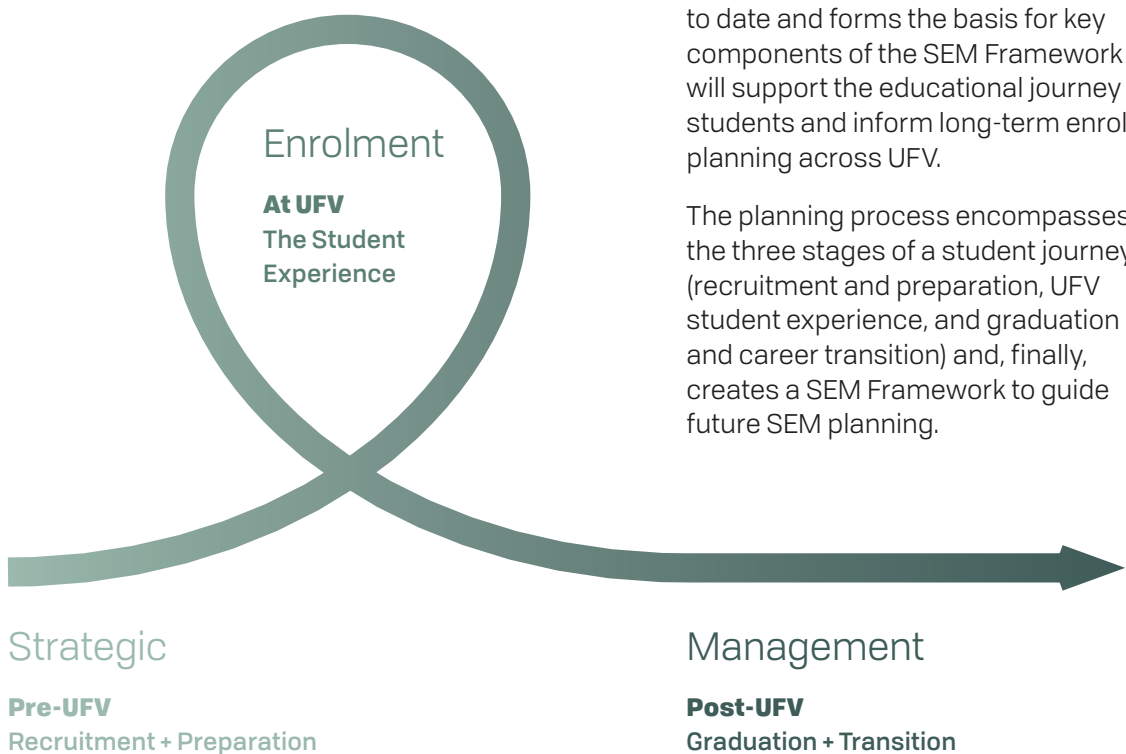 to date and forms the basis for key
components of the SEM Framework
will support the educational journey
students and inform long-term enrol
planning across UFV.
The planning process encompasses
the three stages of a student journey
(recruitment and preparation, UFV
student experience, and graduation
and career transition) and, finally,
creates a SEM Framework to guide
future SEM planning.
Enrolment
At UFV
The Student
Experience
Strategic
Pre-UFV
Recruitment + Preparation
Management
Post-UFV
Graduation + Transition